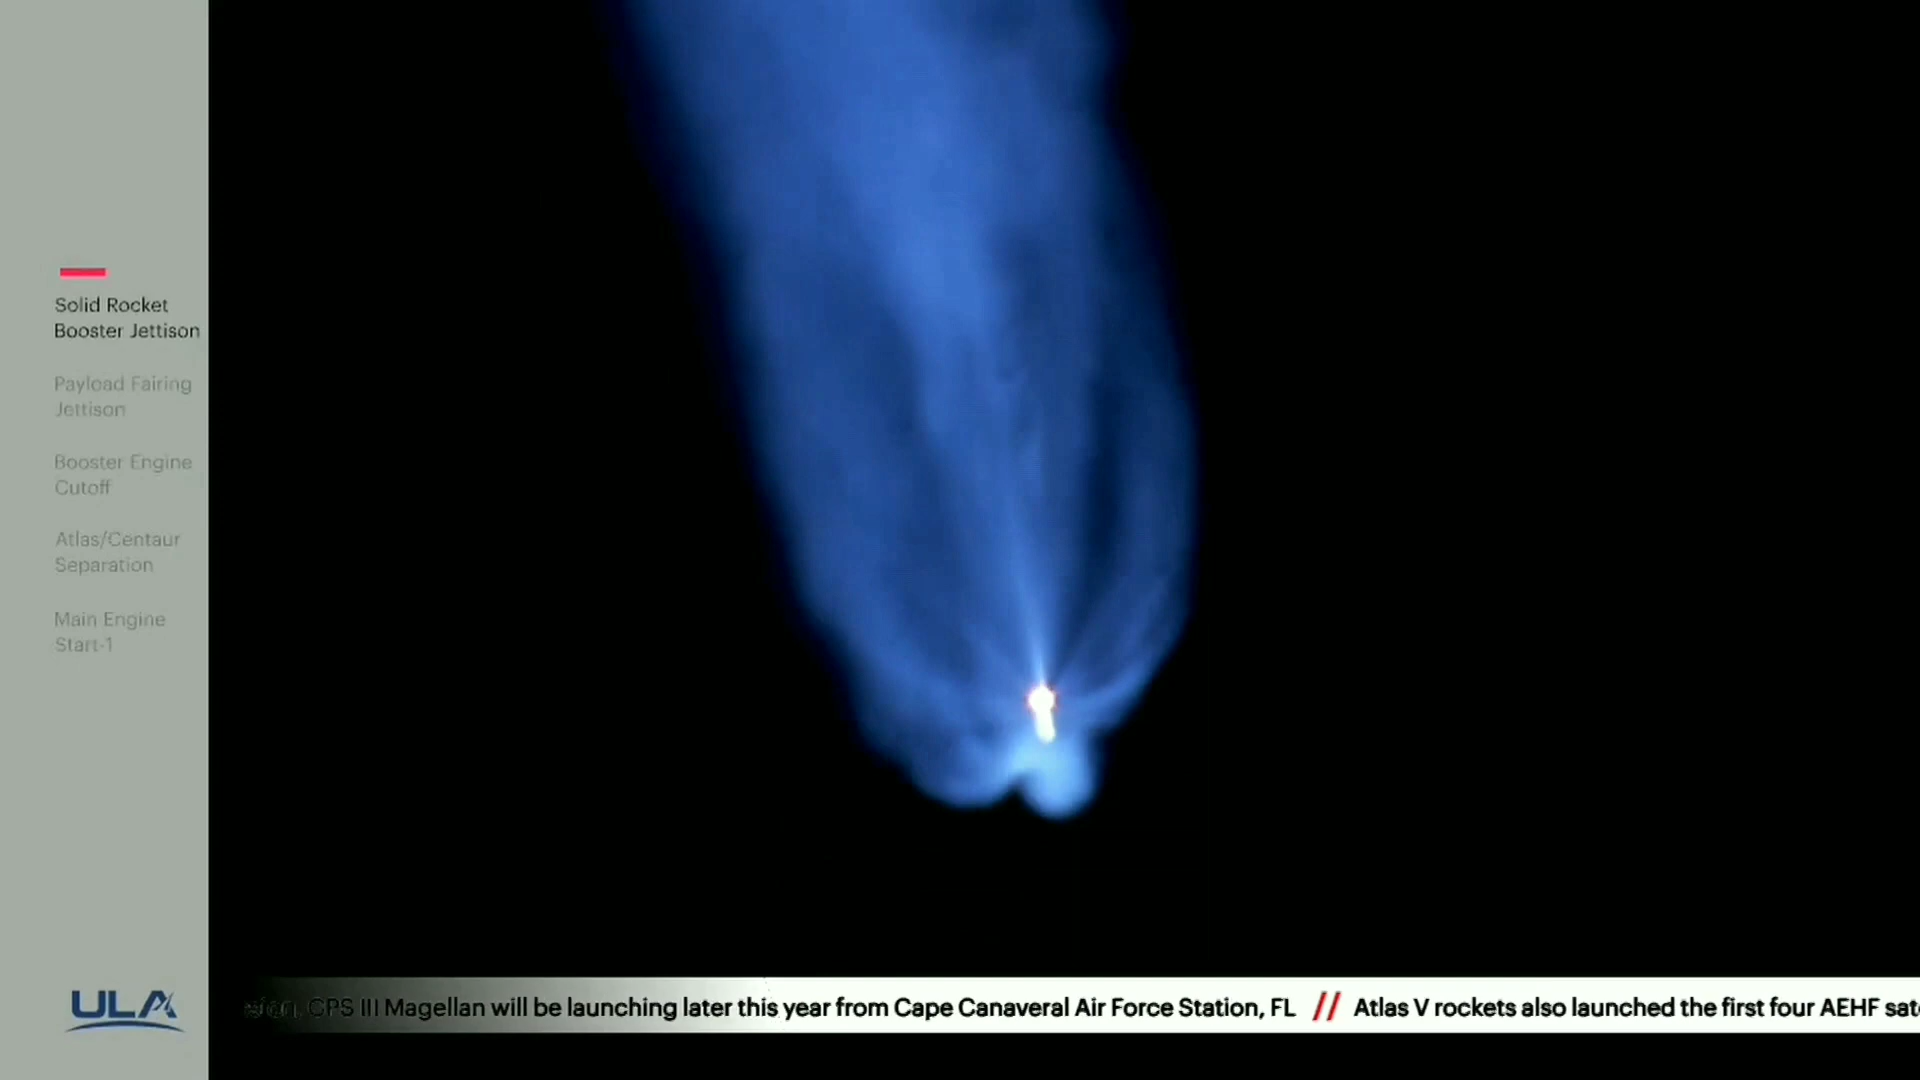 Solid Rocket
Booster Jettison
Payload Fairing
Jettison
Booster Engine
Cutoff
Atlas/Centaur
Separation
Main Engine
Start-1
ULA
GPS III Magellan will be launching later this year from Cape Canaveral Air Force Station, FL // Atlas V rockets also launched the first four AEHF